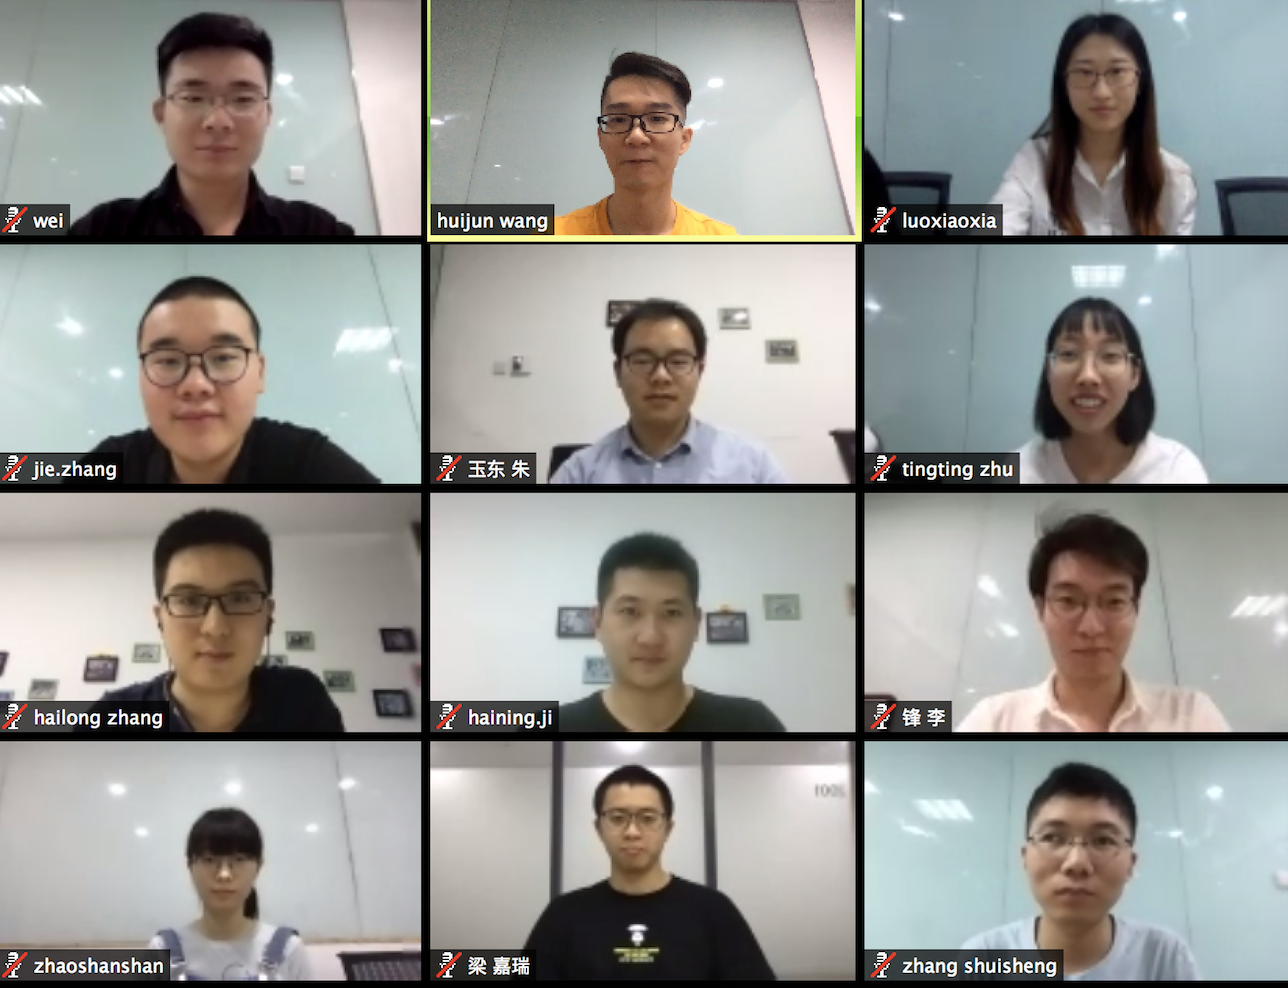 wei
huijun wang
luoxiaoxia
jie.zhang
玉东 朱
tingting zhu
hailong zhang
haining.ji
锋 李
zhaoshanshan
梁 嘉瑞
zhang shuisheng